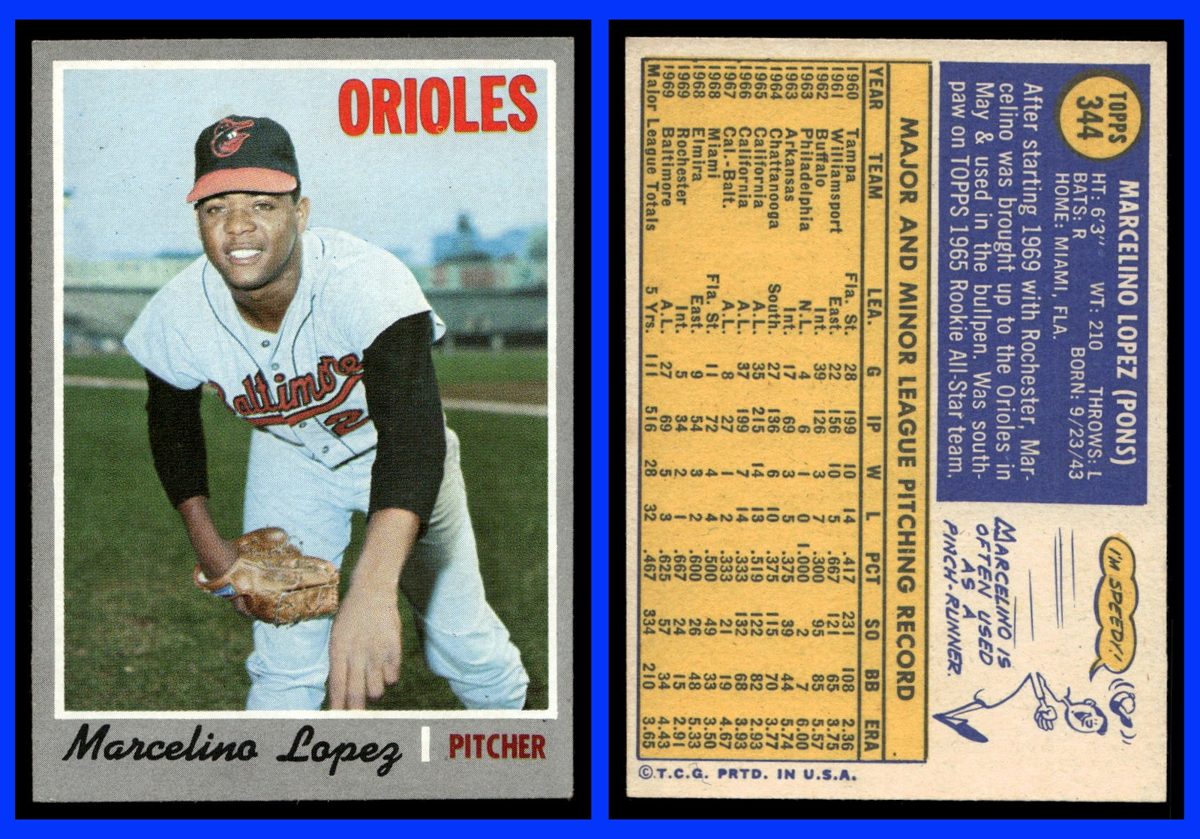 ORIOLES
Baltimore
2
Marcelino Lopez PITCHER
TOPPS
344
MARCELINO LOPEZ (PONS)
HT: 6'3" WT: 210 THROWS: L
BATS: R BORN: 9/23/43
HOME: MIAMI, FLA.
After starting 1969 with Rochester, Mar-
celino was brought up to the Orioles in
May & used in the bullpen. Was south-
paw on TOPPS 1965 Rookie All-Star team.
I'M SPEEDY!
MARCELINO IS
OFTEN USED
AS A
PINCH-RUNNER.
MAJOR AND MINOR LEAGUE PITCHING RECORD
YEAR TEAM LEA. G IP W L PCT SO BB ERA
1960 Tampa Fla. St. 28 199 10 14 .417 231 108 2.36
1961 Williamsport East. 22 156 10 5 .667 121 65 3.75
1962 Buffalo Int. 39 126 3 7 .300 95 85 5.57
1963 Philadelphia N.L. 4 6 1 0 1.000 2 7 6.00
1963 Arkansas Int. 17 69 3 5 .375 39 44 5.74
1964 Chattanooga South. 27 136 6 10 .375 115 70 3.77
1965 California A.L. 35 215 14 13 .519 122 82 2.93
1966 California A.L. 37 199 7 14 .333 132 68 3.93
1967 Cal.-Balt. A.L. 8 27 1 2 .333 21 19 4.67
1968 Miami Fla. St. 11 72 4 4 .500 49 33 3.50
1968 Elmira East. 9 54 3 2 .600 26 48 5.33
1969 Rochester Int. 5 34 2 1 .667 24 15 2.91
1969 Baltimore A.L. 27 69 5 3 .625 57 34 4.43
Major League Totals 5 Yrs. 111 516 28 32 .467 334 210 3.65
©T.C.G. PRTD. IN U.S.A.